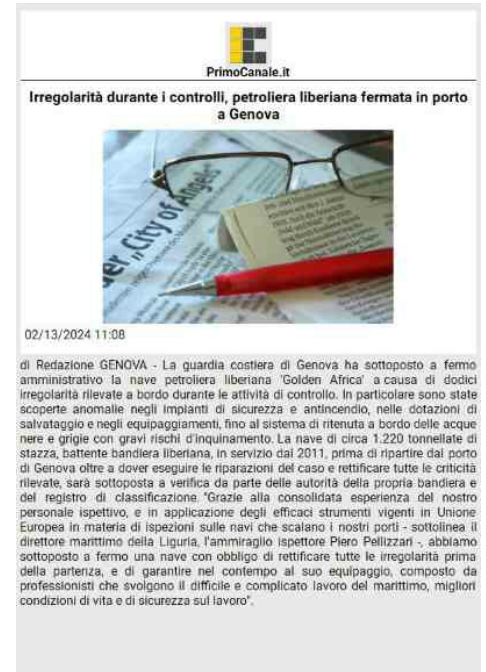 PrimoCanale.it
Irregolarità durante i controlli, petroliera liberiana fermata in porto
a Genova
er „City of Angels
02/13/2024 11:08
di Redazione GENOVA - La guardia costiera di Genova ha sottoposto a fermo
amministrativo la nave petroliera liberiana 'Golden Africa' a causa di dodici
irregolarità rilevate a bordo durante le attività di controllo. In particolare sono state
scoperte anomalie negli impianti di sicurezza e antincendio, nelle dotazioni di
salvataggio e negli equipaggiamenti, fino al sistema di ritenuta a bordo delle acque
nere e grigie con gravi rischi d'inquinamento. La nave di circa 1.220 tonnellate di
stazza, battente bandiera liberiana, in servizio dal 2011, prima di ripartire dal porto
di Genova oltre a dover eseguire le riparazioni del caso e rettificare tutte le criticità
rilevate, sarà sottoposta a verifica da parte delle autorità della propria bandiera e
del registro di classificazione. "Grazie alla consolidata esperienza del nostro
personale ispettivo, e in applicazione degli efficaci strumenti vigenti in Unione
Europea in materia di ispezioni sulle navi che scalano i nostri porti - sottolinea il
direttore marittimo della Liguria, l'ammiraglio ispettore Piero Pellizzari -, abbiamo
sottoposto a fermo una nave con obbligo di rettificare tutte le irregolarità prima
della partenza, e di garantire nel contempo al suo equipaggio, composto da
professionisti che svolgono il difficile e complicato lavoro del marittimo, migliori
condizioni di vita e di sicurezza sul lavoro".